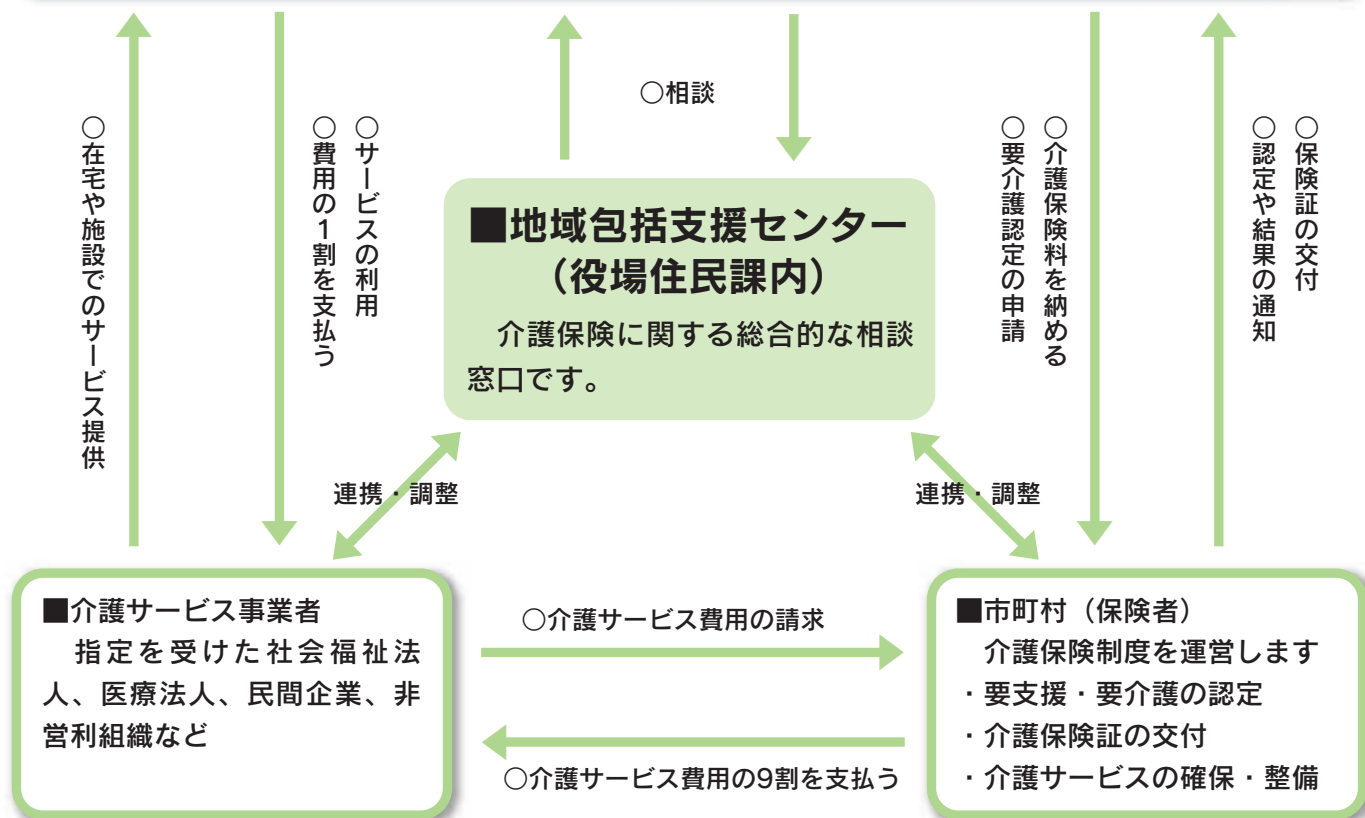 ○相談
○在宅や施設でのサービス提供
○サービスの利用
○費用の1割を支払う
○介護保険料を納める
○要介護認定の申請
○保険証の交付
○認定や結果の通知
■地域包括支援センター
（役場住民課内）
介護保険に関する総合的な相談
窓口です。
連携・調整
連携・調整
■介護サービス事業者
指定を受けた社会福祉法
人、医療法人、民間企業、非
営利組織など
○介護サービス費用の請求
○介護サービス費用の9割を支払う
■市町村（保険者）
介護保険制度を運営します
・要支援・要介護の認定
・介護保険証の交付
・介護サービスの確保・整備